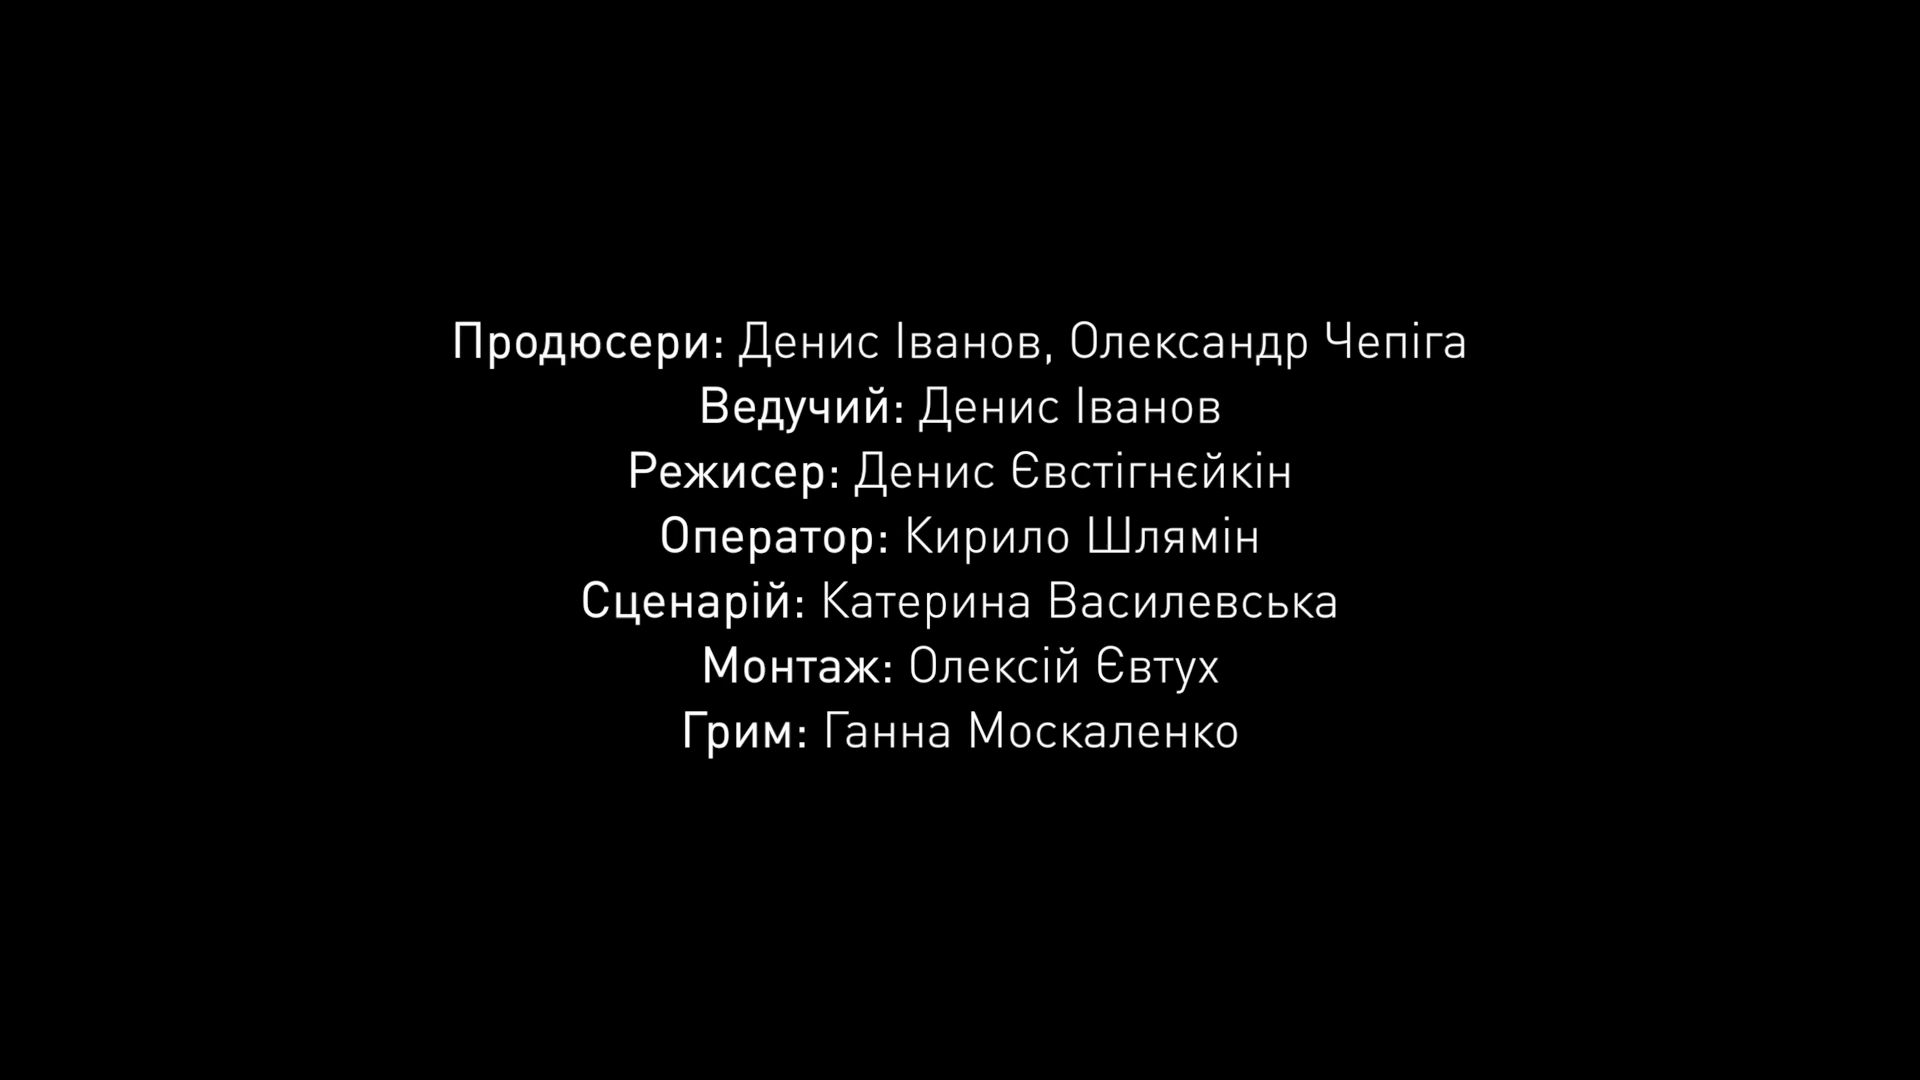 Продюсери: Денис Іванов, Олександр Чепіга
Ведучий: Денис Іванов
Режисер: Денис Євстігнєйкін
Оператор: Кирило Шлямін
Сценарій: Катерина Василевська
Монтаж: Олексій Євтух
Грим: Ганна Москаленко